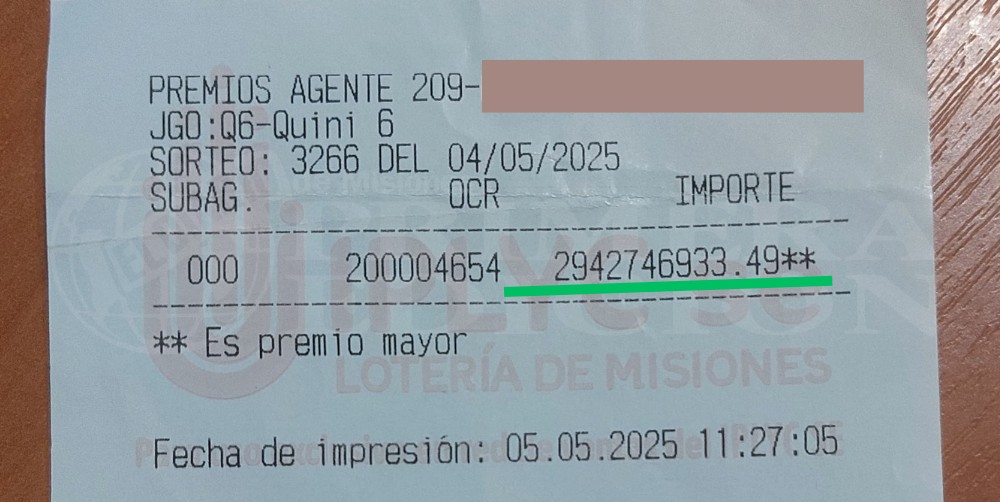 PREMIOS AGENTE 209-
JGO:Q6-Quini 6
SORTEO: 3266 DEL 04/05/2025
SUBAG. OCR IMPORTE
000 200004654 2942746933.49**
** Es premio mayor
LOTERÍA DE MISIONES
Fecha de impresión: 05.05.2025 11:27:05